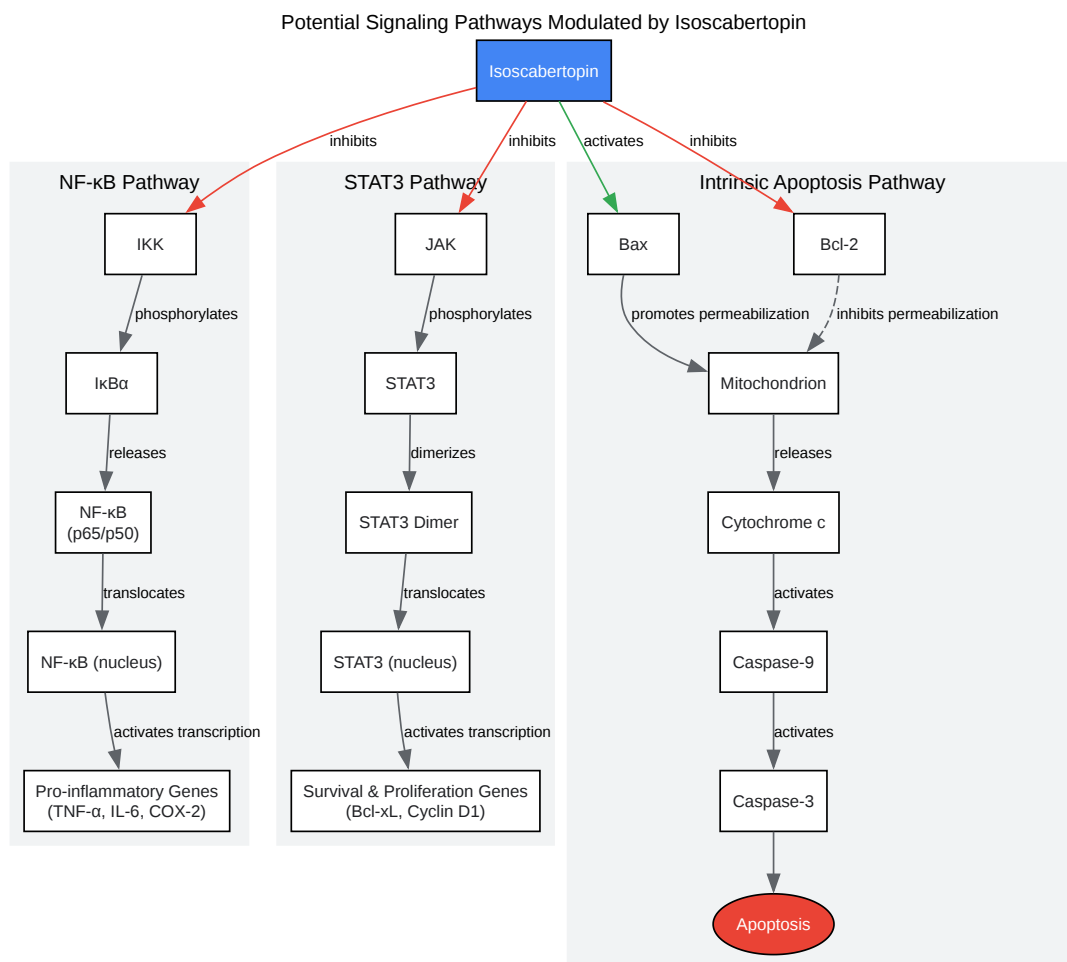 Potential Signaling Pathways Modulated by Isoscabertopin
Isoscabertopin
inhibits
inhibits
activates
inhibits
NF-κB Pathway
IKK
phosphorylates
IκBα
releases
NF-κB
(p65/p50)
translocates
NF-κB (nucleus)
activates transcription
Pro-inflammatory Genes
(TNF-α, IL-6, COX-2)
STAT3 Pathway
JAK
phosphorylates
STAT3
dimerizes
STAT3 Dimer
translocates
STAT3 (nucleus)
activates transcription
Survival & Proliferation Genes
(Bcl-xL, Cyclin D1)
Intrinsic Apoptosis Pathway
Bax
Bcl-2
promotes permeabilization
inhibits permeabilization
Mitochondrion
releases
Cytochrome c
activates
Caspase-9
activates
Caspase-3
Apoptosis